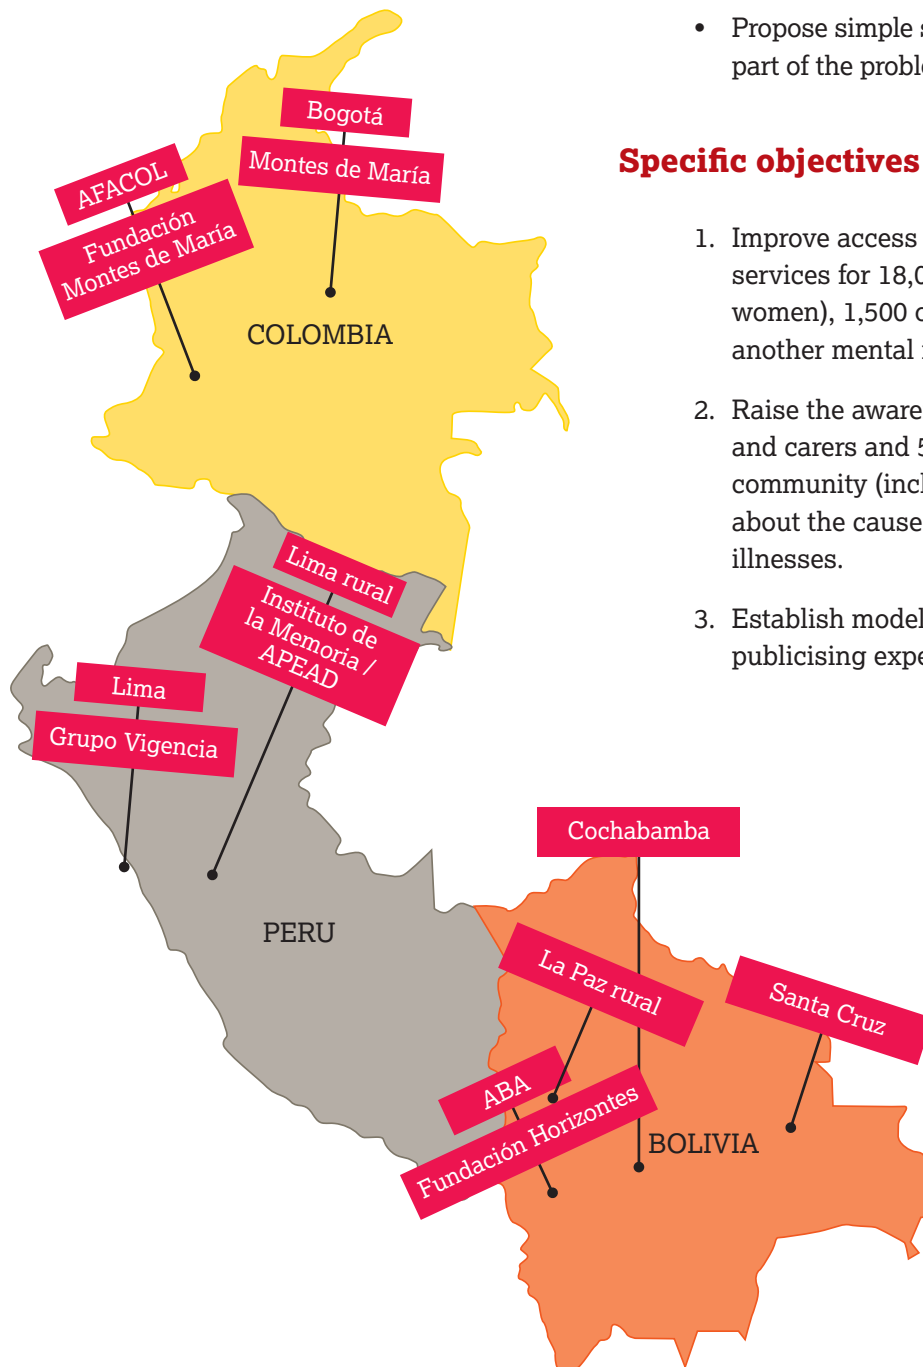 • Propose simple s
part of the proble
Specific objectives
1. Improve access
services for 18,0
women), 1,500 c
another mental
2. Raise the aware
and carers and 5
community (incl
about the cause
illnesses.
3. Establish model
publicising expe
Bogotá
Montes de María
AFACOL
Fundación
Montes de María
COLOMBIA
Lima rural
Instituto de
la Memoria /
APEAD
Lima
Grupo Vigencia
PERU
Cochabamba
La Paz rural
Santa Cruz
ABA
Fundación Horizontes
BOLIVIA